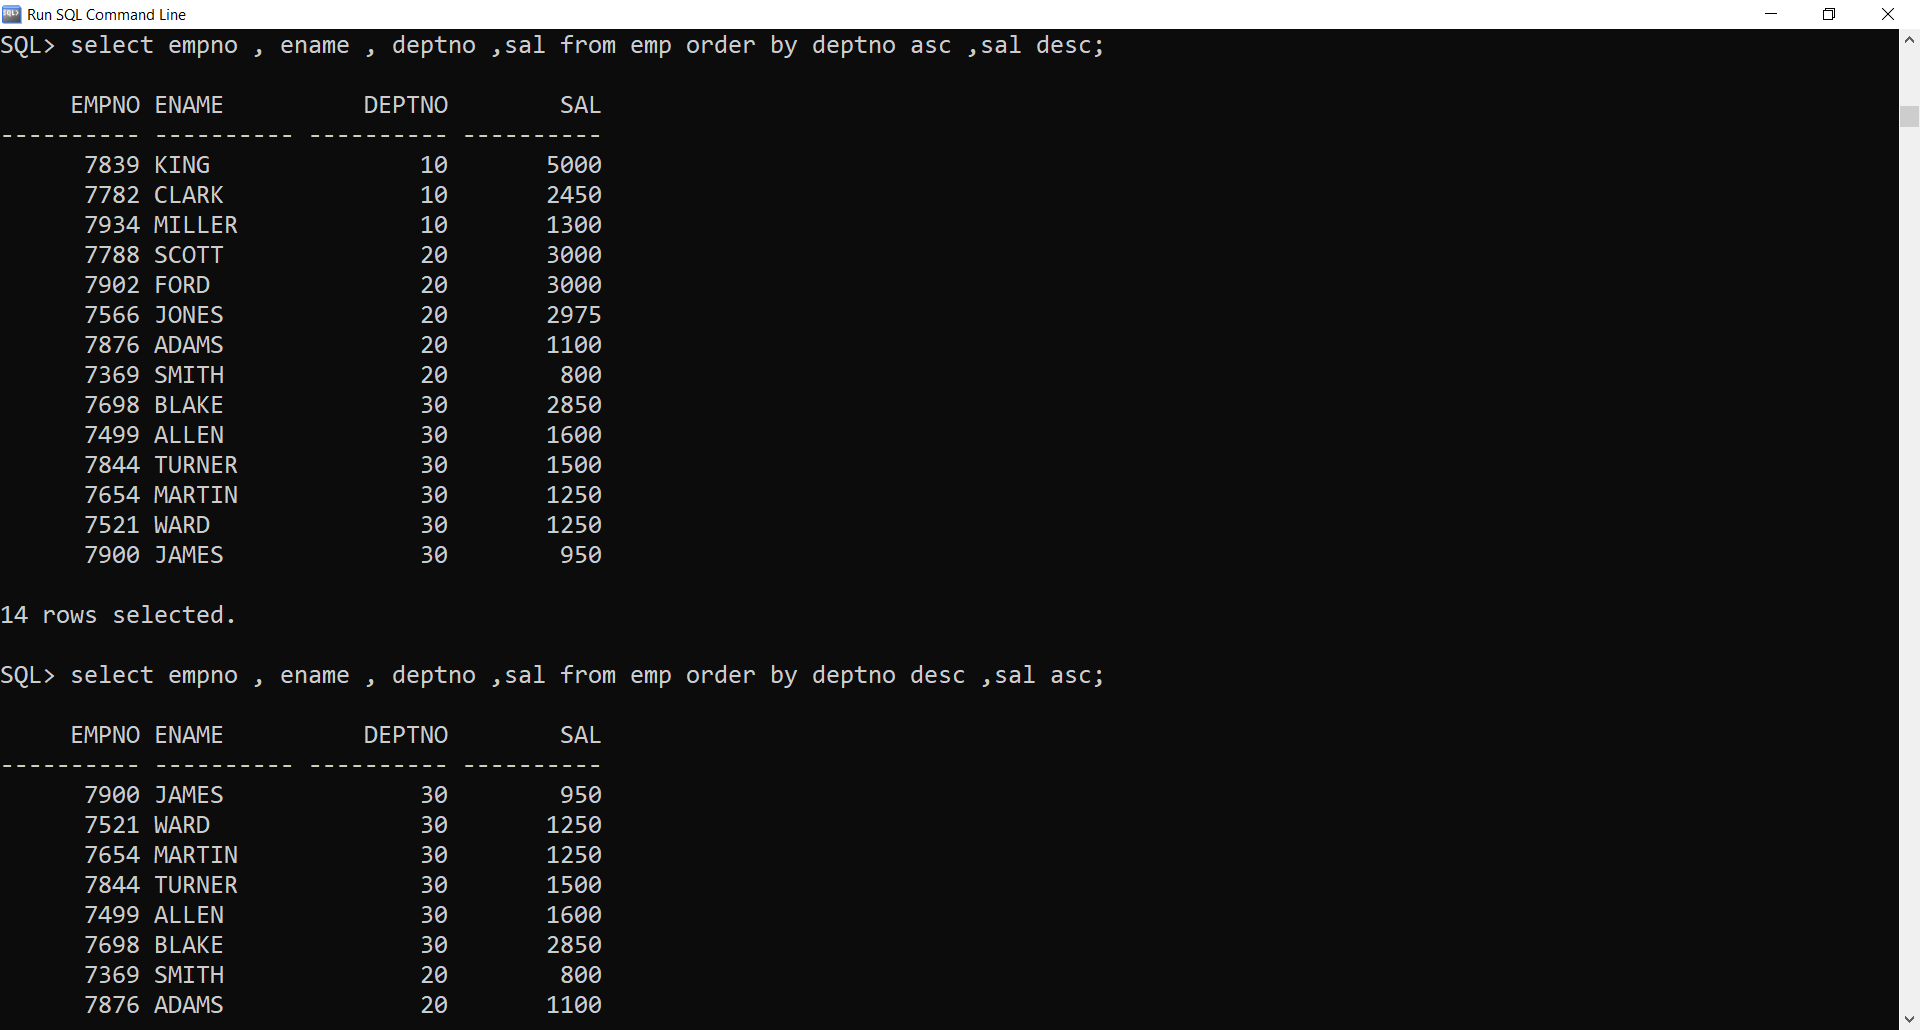 Run SQL Command Line
SQL> select empno , ename , deptno ,sal from emp order by deptno asc ,sal desc;
     EMPNO ENAME          DEPTNO        SAL
---------- ---------- ---------- ----------
      7839 KING               10       5000
      7782 CLARK              10       2450
      7934 MILLER             10       1300
      7788 SCOTT              20       3000
      7902 FORD               20       3000
      7566 JONES              20       2975
      7876 ADAMS              20       1100
      7369 SMITH              20        800
      7698 BLAKE              30       2850
      7499 ALLEN              30       1600
      7844 TURNER             30       1500
      7654 MARTIN             30       1250
      7521 WARD               30       1250
      7900 JAMES              30        950
14 rows selected.
SQL> select empno , ename , deptno ,sal from emp order by deptno desc ,sal asc;
     EMPNO ENAME          DEPTNO        SAL
---------- ---------- ---------- ----------
      7900 JAMES              30        950
      7521 WARD               30       1250
      7654 MARTIN             30       1250
      7844 TURNER             30       1500
      7499 ALLEN              30       1600
      7698 BLAKE              30       2850
      7369 SMITH              20        800
      7876 ADAMS              20       1100